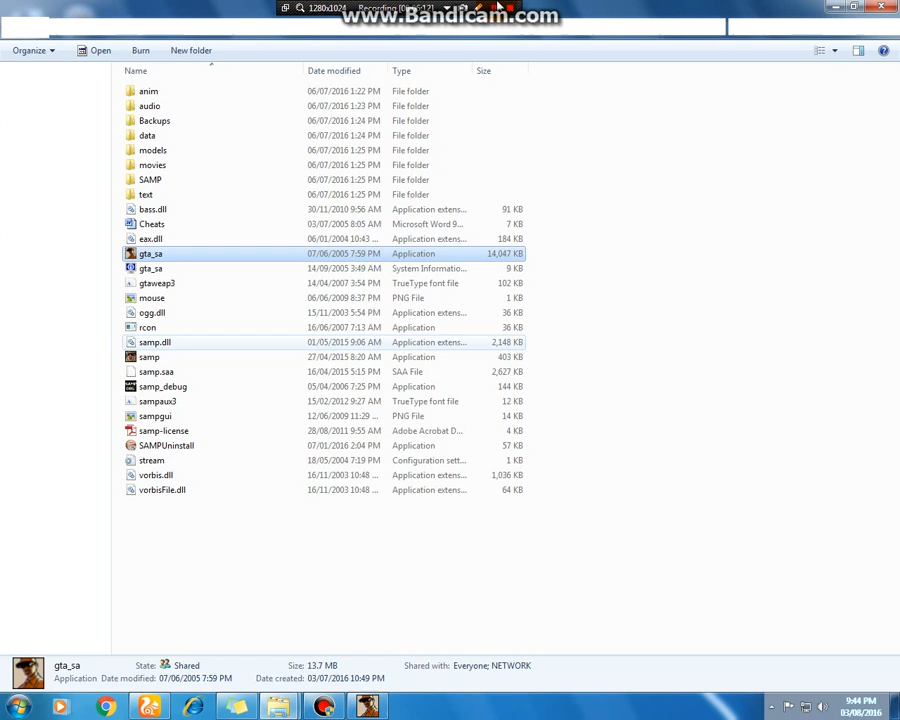 1280x1024 Recording
www.Bandicam.com
Organize Open Burn New folder
Name Date modified Type Size
anim 06/07/2016 1:22 PM File folder
audio 06/07/2016 1:23 PM File folder
Backups 06/07/2016 1:24 PM File folder
data 06/07/2016 1:24 PM File folder
models 06/07/2016 1:25 PM File folder
movies 06/07/2016 1:25 PM File folder
SAMP 06/07/2016 1:25 PM File folder
text 06/07/2016 1:25 PM File folder
bass.dll 30/11/2010 9:56 AM Application extens... 91 KB
Cheats 03/07/2005 8:05 AM Microsoft Word 9... 7 KB
eax.dll 06/01/2004 10:43 ... Application extens... 184 KB
gta_sa 07/06/2005 7:59 PM Application 14,047 KB
gta_sa 14/09/2005 3:49 AM System Informatio... 9 KB
gtaweap3 14/04/2007 3:54 PM TrueType font file 102 KB
mouse 06/06/2009 8:37 PM PNG File 1 KB
ogg.dll 15/11/2003 5:54 PM Application extens... 36 KB
rcon 16/06/2007 7:13 AM Application 36 KB
samp.dll 01/05/2015 9:06 AM Application extens... 2,148 KB
samp 27/04/2015 8:20 AM Application 403 KB
samp.saa 16/04/2015 5:15 PM SAA File 2,627 KB
samp_debug 05/04/2006 7:25 PM Application 144 KB
sampaux3 15/02/2012 9:27 AM TrueType font file 12 KB
sampgui 12/06/2009 11:29 ... PNG File 14 KB
samp-license 28/08/2011 9:55 AM Adobe Acrobat D... 4 KB
SAMPUninstall 07/01/2016 2:04 PM Application 57 KB
stream 18/05/2004 7:19 PM Configuration sett... 1 KB
vorbis.dll 16/11/2003 10:48 ... Application extens... 1,036 KB
vorbisFile.dll 16/11/2003 10:48 ... Application extens... 64 KB
gta_sa State: Shared Size: 13.7 MB Shared with: Everyone; NETWORK
Application Date modified: 07/06/2005 7:59 PM Date created: 03/07/2016 10:49 PM
9:44 PM
03/08/2016